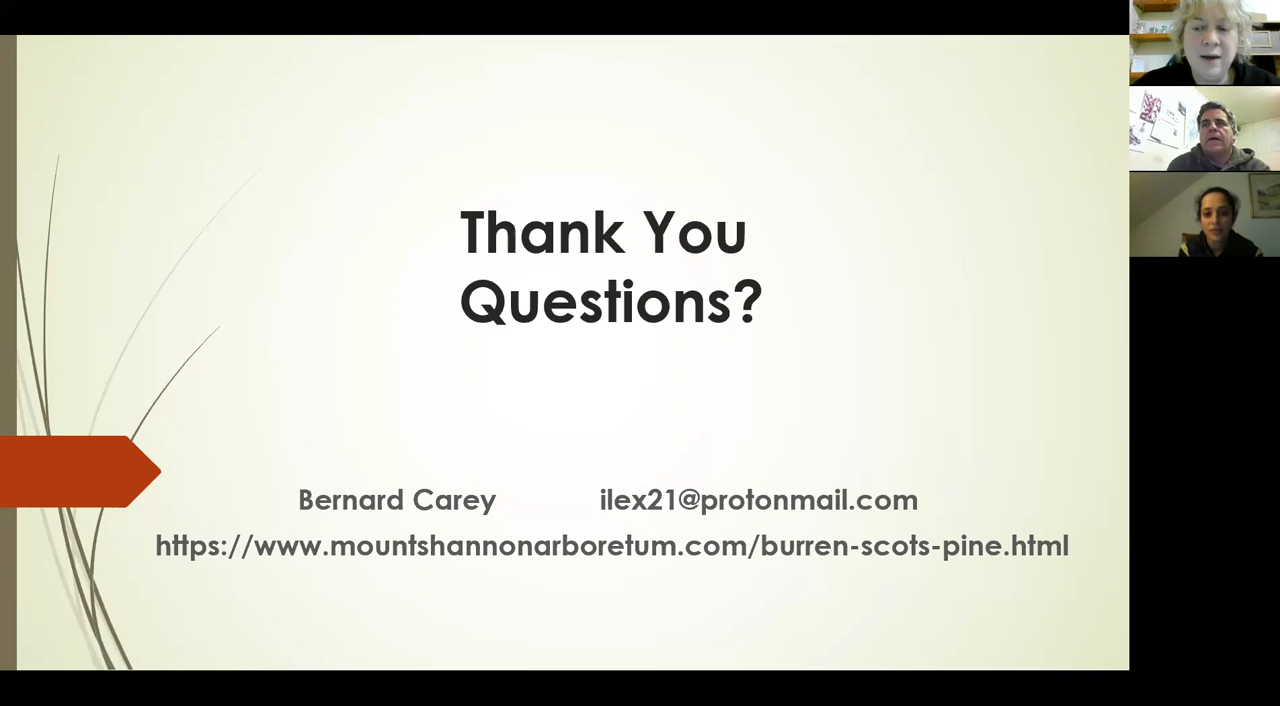 Thank You
Questions?
Bernard Carey ilex21@protonmail.com
https://www.mountshannonarboretum.com/burren-scots-pine.html